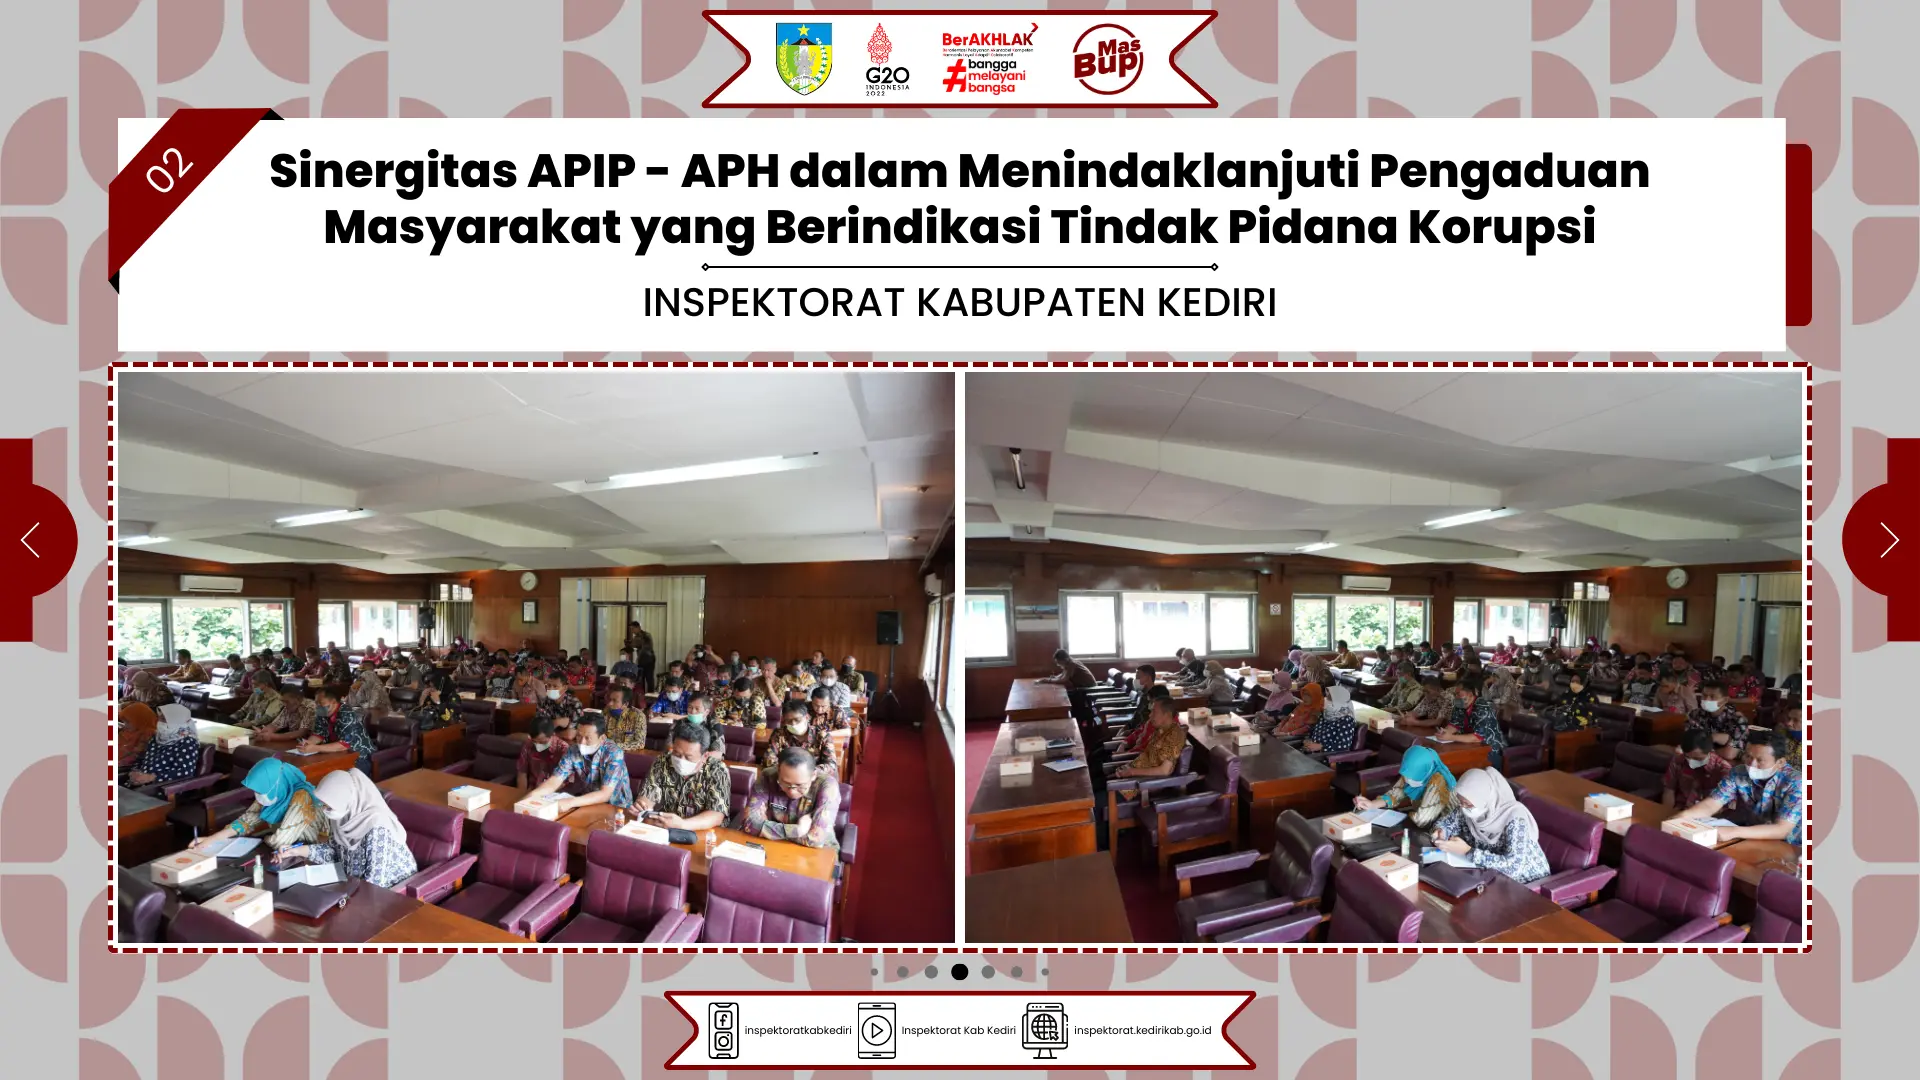 G20
INDONESIA
2022
BerAKHLAK
#bangga
melayani
bangsa
Mas
Bup
02
Sinergitas APIP - APH dalam Menindaklanjuti Pengaduan
Masyarakat yang Berindikasi Tindak Pidana Korupsi
INSPEKTORAT KABUPATEN KEDIRI
inspektoratkabkediri
Inspektorat Kab Kediri
inspektorat.kedirikab.go.id